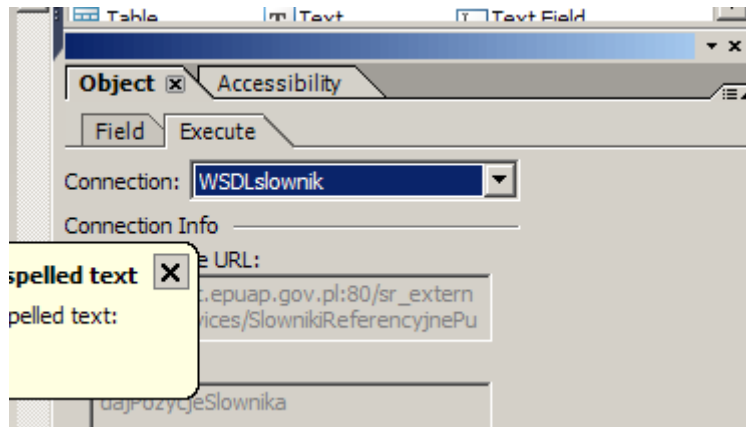 Table Text Text Field
Object Accessibility
Field Execute
Connection: WSDLslownik
Connection Info
e URL:
spelled text
.epuap.gov.pl:80/sr_extern
pelled text:
vices/SlownikiReferencyjnePu
dajPozycjeSlownika